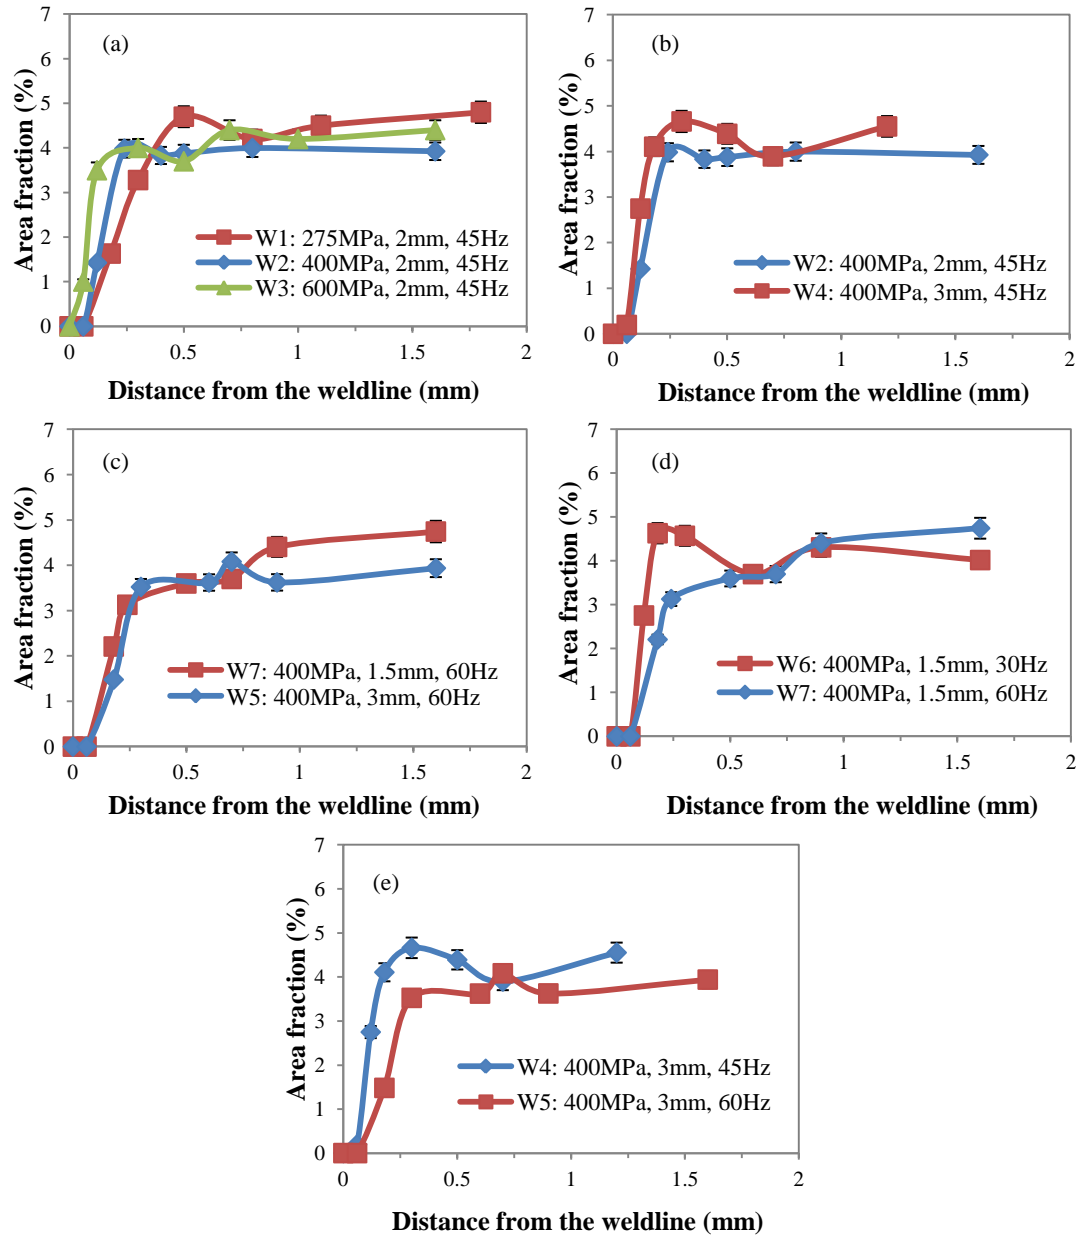 (a)
Area fraction (%)
7
6
5
4
3
2
1
0
W1: 275MPa, 2mm, 45Hz
W2: 400MPa, 2mm, 45Hz
W3: 600MPa, 2mm, 45Hz
0 0.5 1 1.5 2
Distance from the weldline (mm)
(b)
Area fraction (%)
7
6
5
4
3
2
1
0
W2: 400MPa, 2mm, 45Hz
W4: 400MPa, 3mm, 45Hz
0 0.5 1 1.5 2
Distance from the weldline (mm)
(c)
Area fraction (%)
7
6
5
4
3
2
1
0
W7: 400MPa, 1.5mm, 60Hz
W5: 400MPa, 3mm, 60Hz
0 0.5 1 1.5 2
Distance from the weldline (mm)
(d)
Area fraction (%)
7
6
5
4
3
2
1
0
W6: 400MPa, 1.5mm, 30Hz
W7: 400MPa, 1.5mm, 60Hz
0 0.5 1 1.5 2
Distance from the weldline (mm)
(e)
Area fraction (%)
7
6
5
4
3
2
1
0
W4: 400MPa, 3mm, 45Hz
W5: 400MPa, 3mm, 60Hz
0 0.5 1 1.5 2
Distance from the weldline (mm)